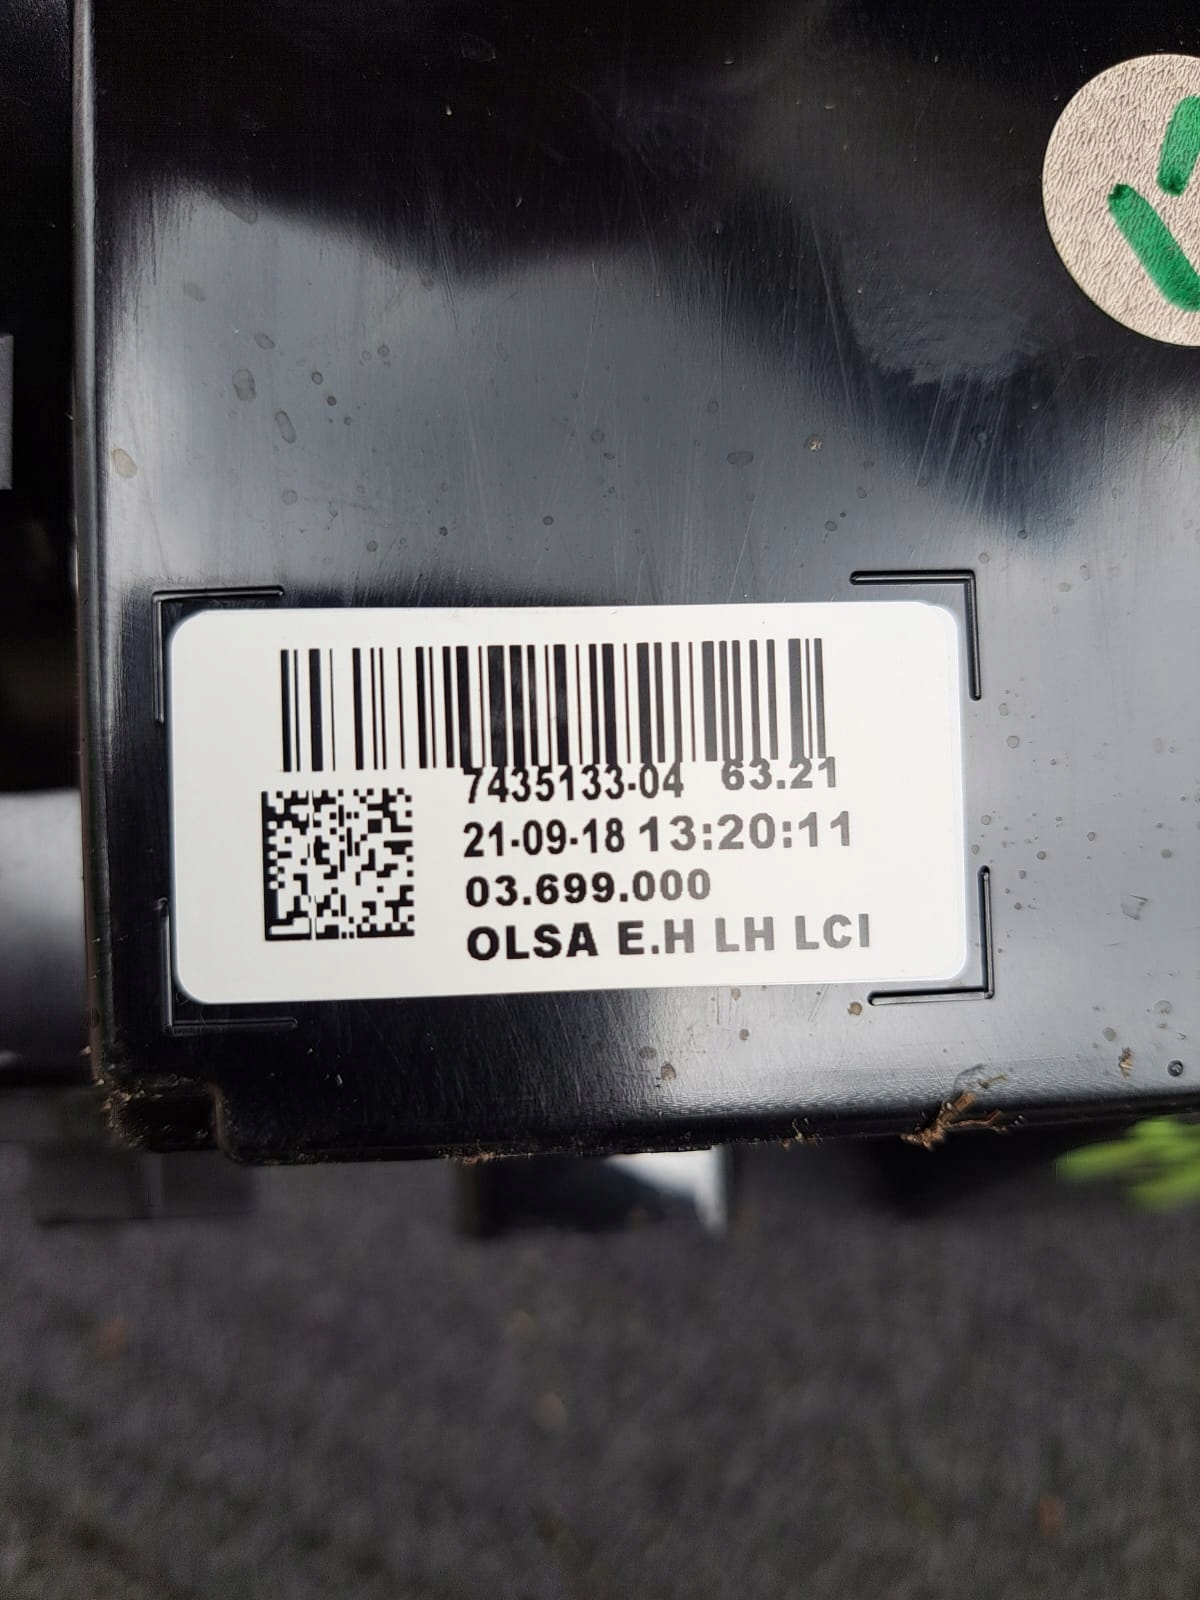 7435133-04 63.21
21-09-18 13:20:11
03.699.000
OLSA E.H LH LCI